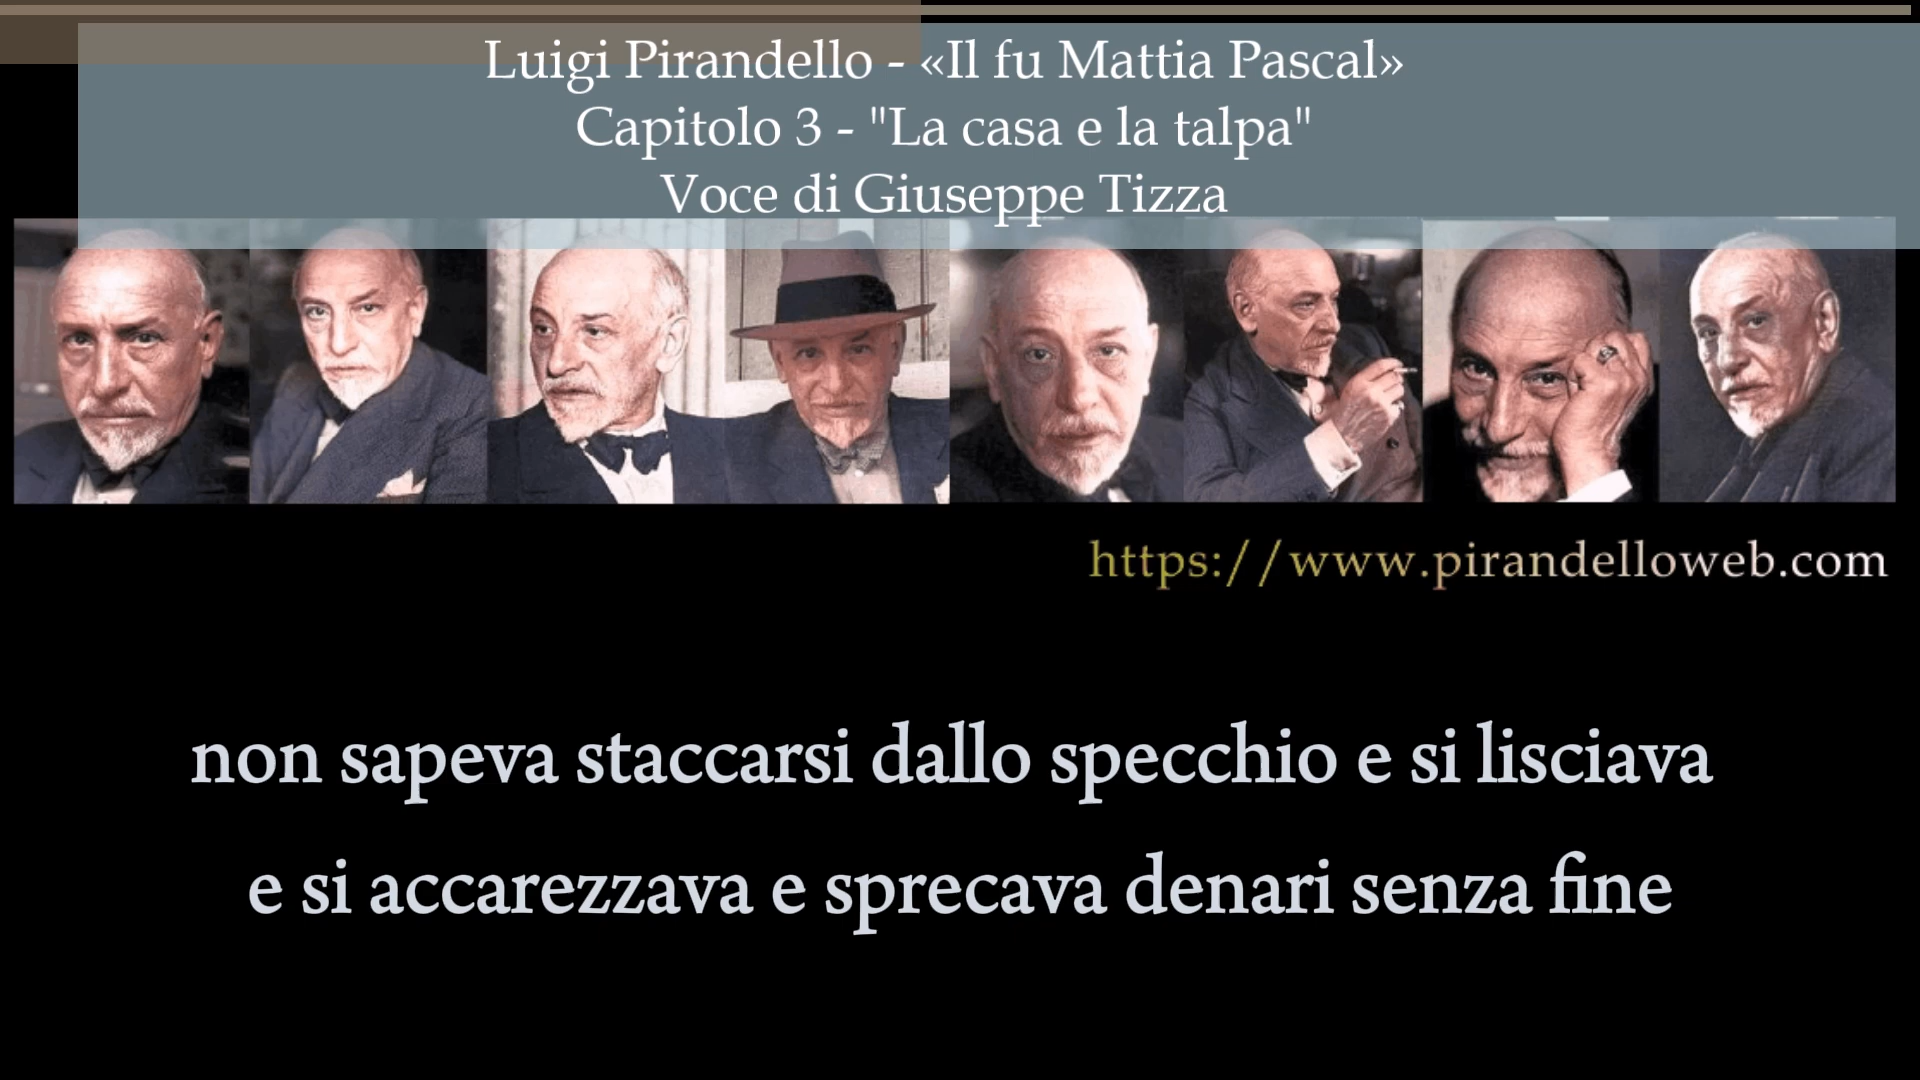 Luigi Pirandello - «Il fu Mattia Pascal»
Capitolo 3 - "La casa e la talpa"
Voce di Giuseppe Tizza
https://www.pirandelloweb.com
non sapeva staccarsi dallo specchio e si lisciava
e si accarezzava e sprecava denari senza fine